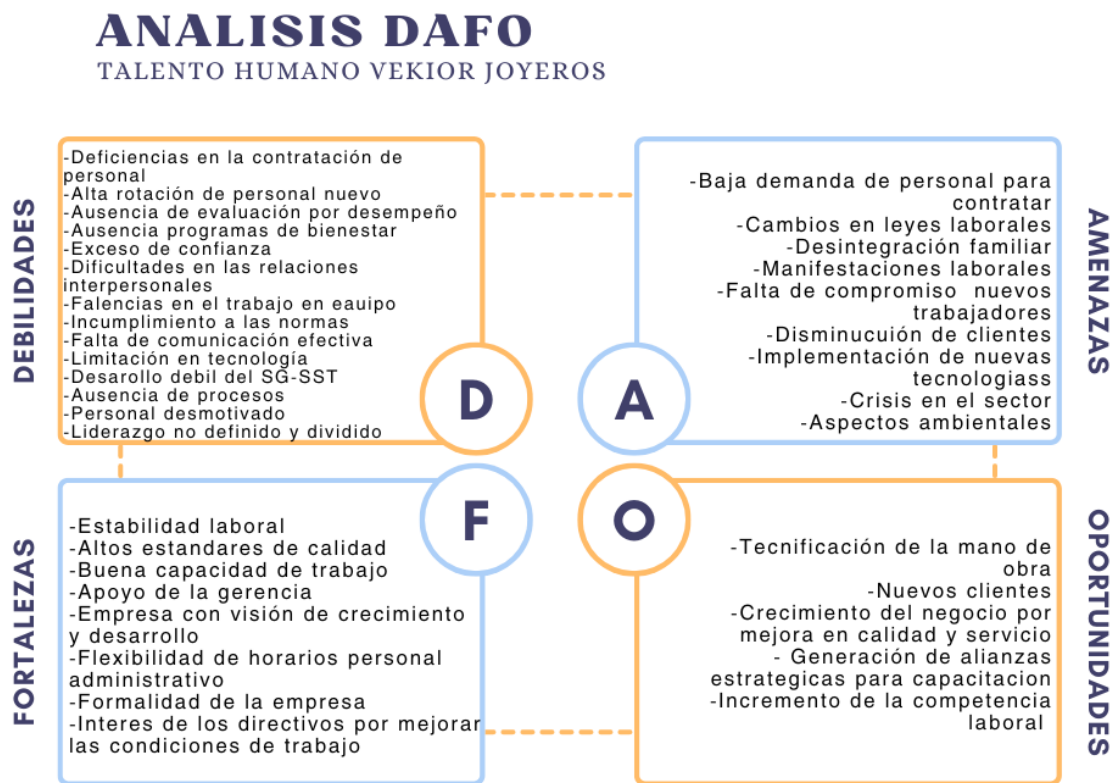 ANALISIS DAFO
TALENTO HUMANO VEKIOR JOYEROS
DEBILIDADES
-Deficiencias en la contratación de
personal
-Alta rotación de personal nuevo
-Ausencia de evaluación por desempeño
-Ausencia programas de bienestar
-Exceso de confianza
-Dificultades en las relaciones
interpersonales
-Falencias en el trabajo en eauipo
-Incumplimiento a las normas
-Falta de comunicación efectiva
-Limitación en tecnología
-Desarollo debil del SG-SST
-Ausencia de procesos
-Personal desmotivado
-Liderazgo no definido y dividido
D
AMENAZAS
-Baja demanda de personal para
contratar
-Cambios en leyes laborales
-Desintegración familiar
-Manifestaciones laborales
-Falta de compromiso  nuevos
trabajadores
-Disminucuión de clientes
-Implementación de nuevas
tecnologiass
-Crisis en el sector
-Aspectos ambientales
A
FORTALEZAS
-Estabilidad laboral
-Altos estandares de calidad
-Buena capacidad de trabajo
-Apoyo de la gerencia
-Empresa con visión de crecimiento
y desarrollo
-Flexibilidad de horarios personal
administrativo
-Formalidad de la empresa
-Interes de los directivos por mejorar
las condiciones de trabajo
F
OPORTUNIDADES
-Tecnificación de la mano de
obra
-Nuevos clientes
-Crecimiento del negocio por
mejora en calidad y servicio
- Generación de alianzas
estrategicas para capacitacion
-Incremento de la competencia
laboral
O